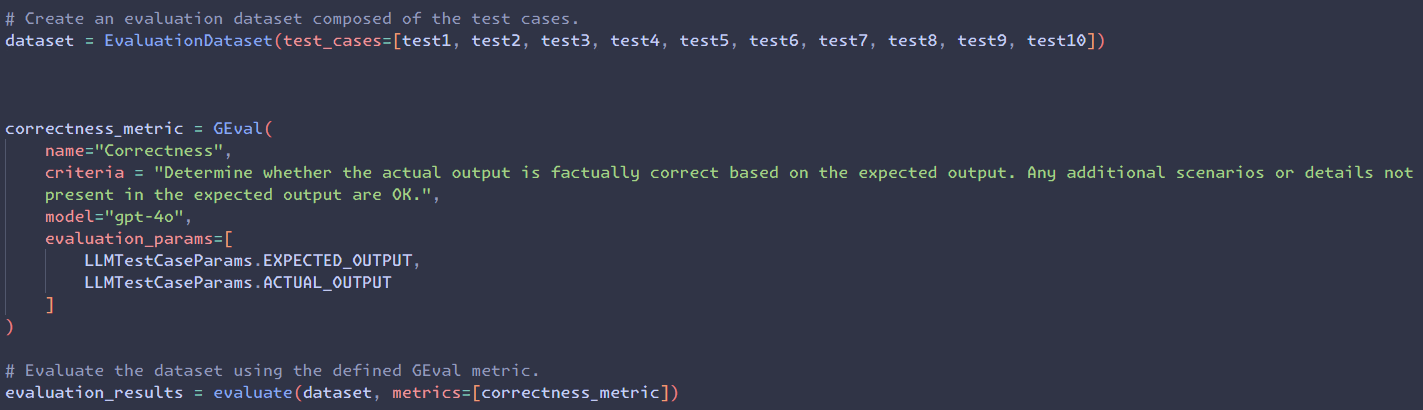 # Create an evaluation dataset composed of the test cases.
dataset = EvaluationDataset(test_cases=[test1, test2, test3, test4, test5, test6, test7, test8, test9, test10])
correctness_metric = GEval(
name="Correctness",
criteria = "Determine whether the actual output is factually correct based on the expected output. Any additional scenarios or details not
present in the expected output are OK.",
model="gpt-4o",
evaluation_params=[
LLMTestCaseParams.EXPECTED_OUTPUT,
LLMTestCaseParams.ACTUAL_OUTPUT
]
)
# Evaluate the dataset using the defined GEval metric.
evaluation_results = evaluate(dataset, metrics=[correctness_metric])